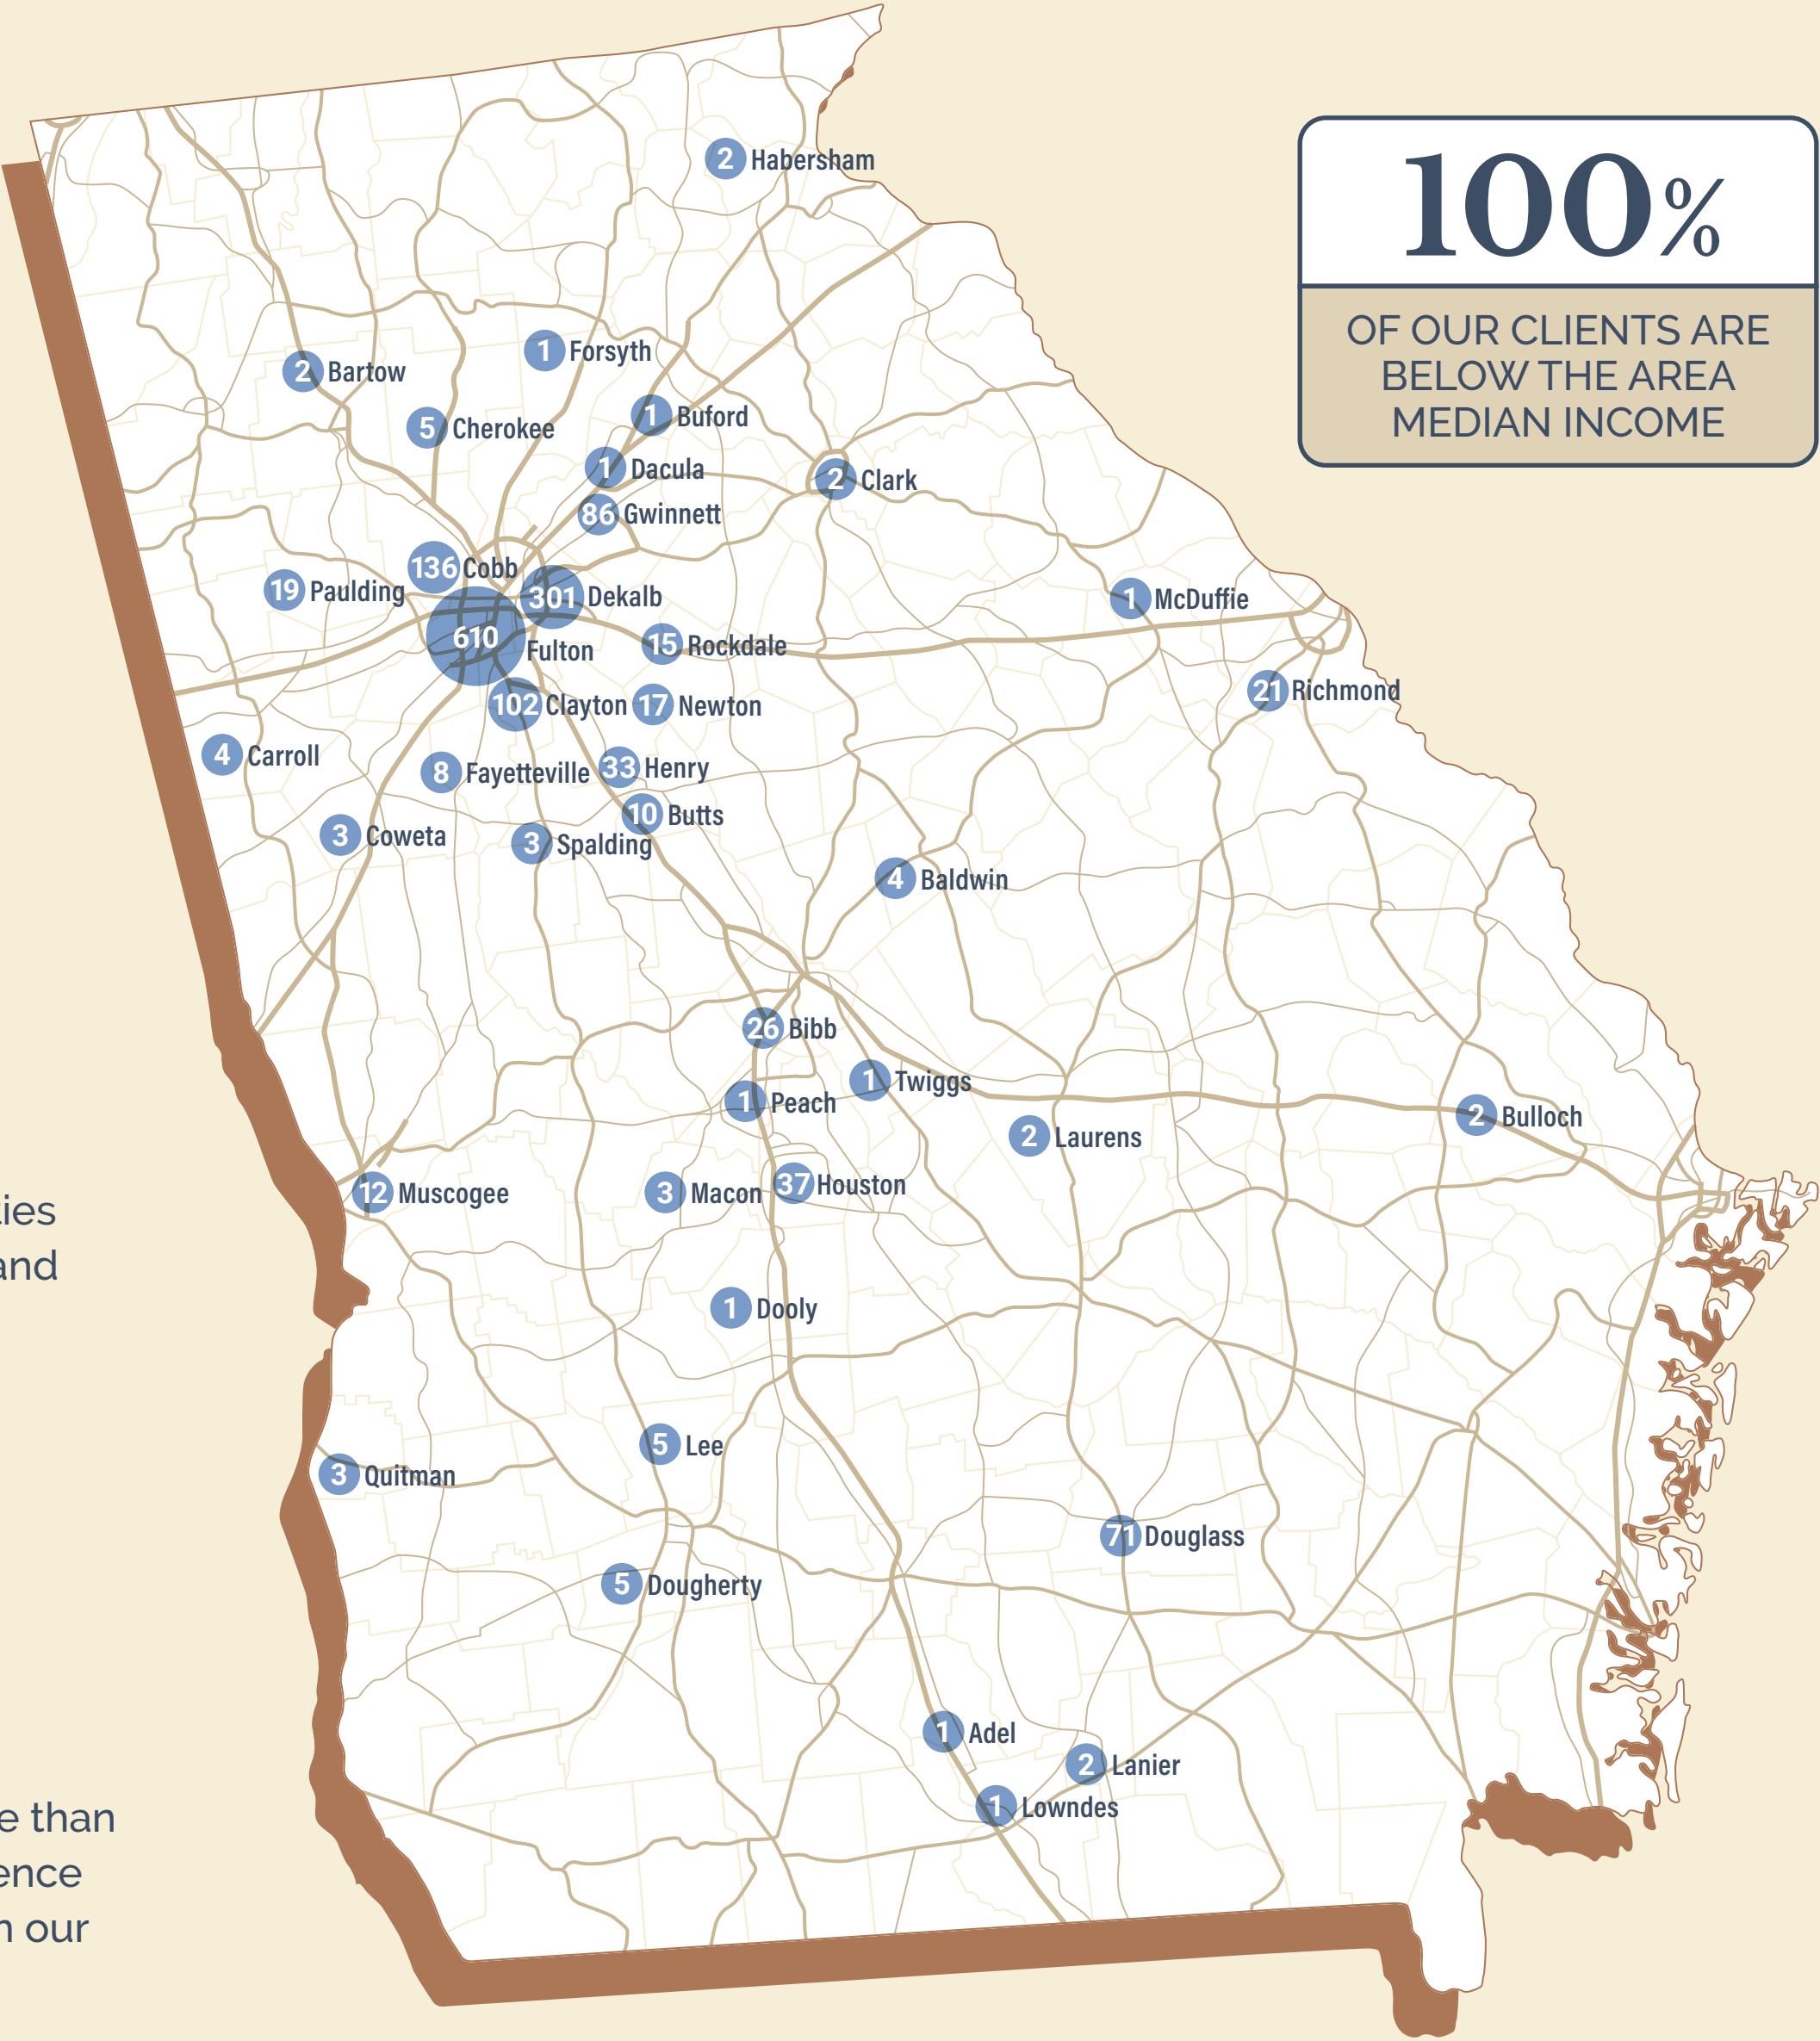 2 Habersham
100%
OF OUR CLIENTS ARE
BELOW THE AREA
MEDIAN INCOME
1 Forsyth
2 Bartow
1 Buford
5 Cherokee
1 Dacula
2 Clark
86 Gwinnett
136 Cobb
19 Paulding
301 Dekalb
1 McDuffie
610 Fulton
15 Rockdale
21 Richmond
102 Clayton
17 Newton
4 Carroll
8 Fayetteville
33 Henry
10 Butts
3 Coweta
3 Spalding
4 Baldwin
26 Bibb
1 Twiggs
1 Peach
2 Bulloch
2 Laurens
12 Muscogee
3 Macon
37 Houston
and
1 Dooly
5 Lee
3 Quitman
71 Douglass
5 Dougherty
1 Adel
2 Lanier
1 Lowndes
than
our